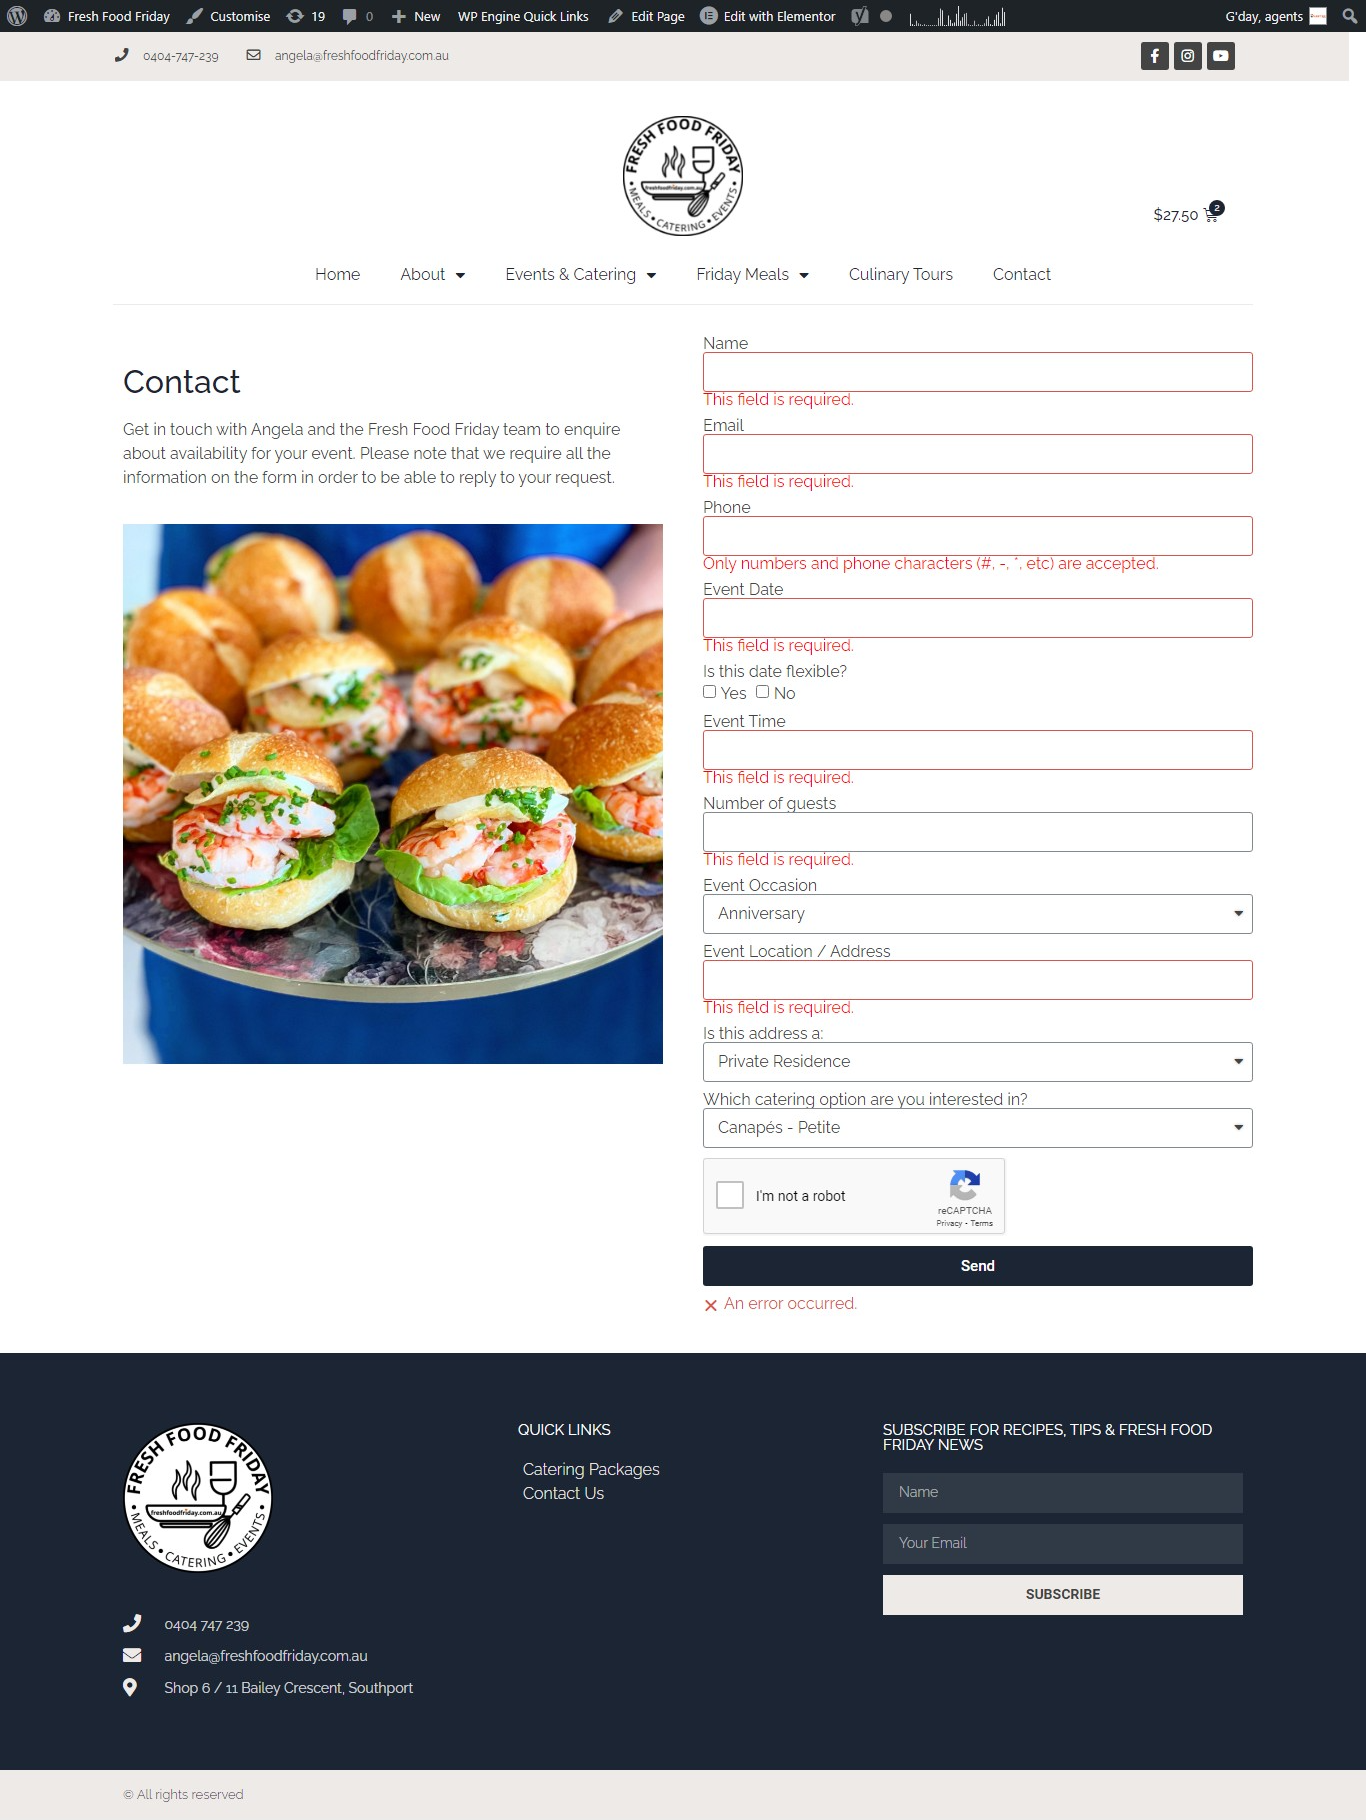 Fresh Food Friday Customise 19 0 New WP Engine Quick Links Edit Page Edit with Elementor G'day, agents
0404-747-239 angela@freshfoodfriday.com.au
FRESH FOOD FRIDAY
freshfoodfriday.com.au
• MEALS • CATERING • EVENTS •
$27.50 2
Home About Events & Catering Friday Meals Culinary Tours Contact
Contact
Get in touch with Angela and the Fresh Food Friday team to enquire
about availability for your event. Please note that we require all the
information on the form in order to be able to reply to your request.
Name
This field is required.
Email
This field is required.
Phone
Only numbers and phone characters (#, -, *, etc) are accepted.
Event Date
This field is required.
Is this date flexible?
Yes No
Event Time
This field is required.
Number of guests
This field is required.
Event Occasion
Anniversary
Event Location / Address
This field is required.
Is this address a:
Private Residence
Which catering option are you interested in?
Canapés - Petite
I'm not a robot
reCAPTCHA
Privacy - Terms
Send
An error occurred.
FRESH FOOD FRIDAY
freshfoodfriday.com.au
• MEALS • CATERING • EVENTS •
0404 747 239
angela@freshfoodfriday.com.au
Shop 6 / 11 Bailey Crescent, Southport
QUICK LINKS
Catering Packages
Contact Us
SUBSCRIBE FOR RECIPES, TIPS & FRESH FOOD
FRIDAY NEWS
Name
Your Email
SUBSCRIBE
© All rights reserved